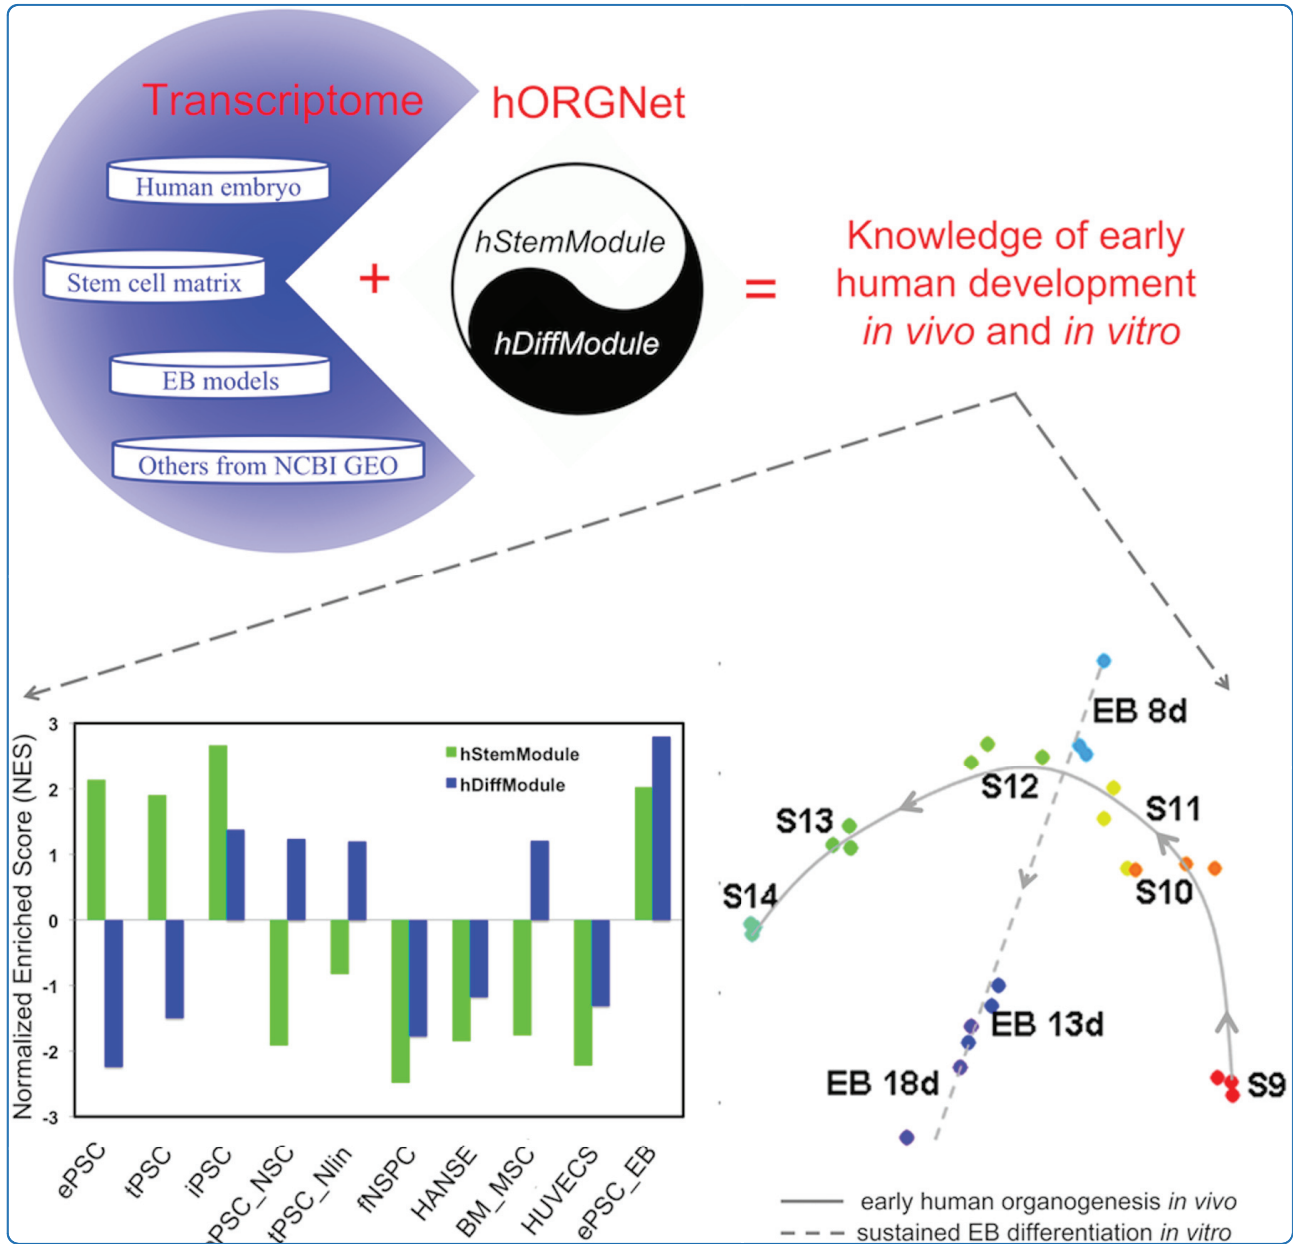 Transcriptome
hORGNet
Human embryo
Stem cell matrix
EB models
Others from NCBI GEO
+
hStemModule
hDiffModule
=
Knowledge of early
human development
in vivo and in vitro
Normalized Enriched Score (NES)
3
2
1
0
-1
-2
-3
hStemModule
hDiffModule
ePSC
tPSC
iPSC
ePSC_NSC
tPSC_Nlin
fNSPC
HANSE
BM_MSC
HUVECS
ePSC_EB
EB 8d
S12
S11
S13
S10
S14
EB 13d
EB 18d
S9
early human organogenesis in vivo
sustained EB differentiation in vitro